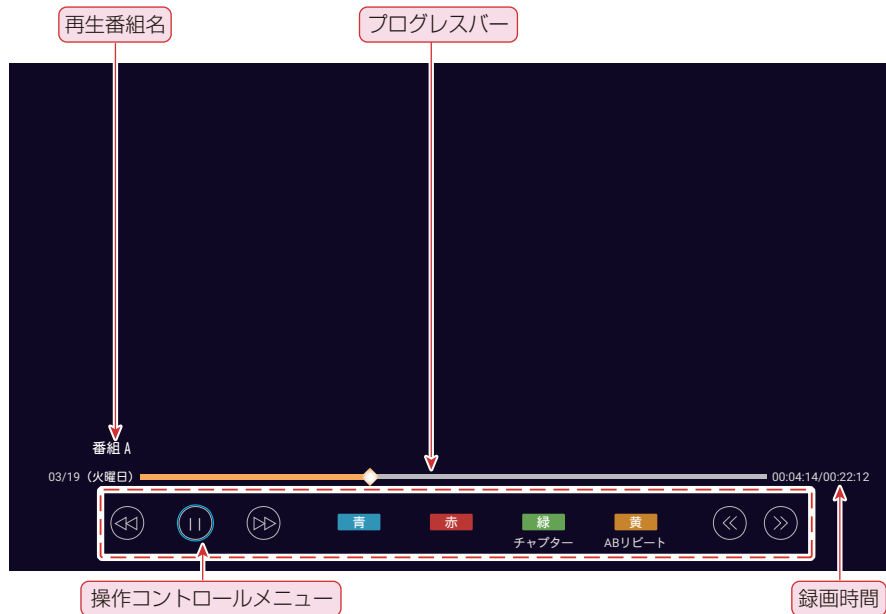 再生番組名
プログレスバー
番組 A
03/19（火曜日）
00:04:14/00:22:12
青
赤
緑
黄
チャプター
ABリピート
操作コントロールメニュー
録画時間